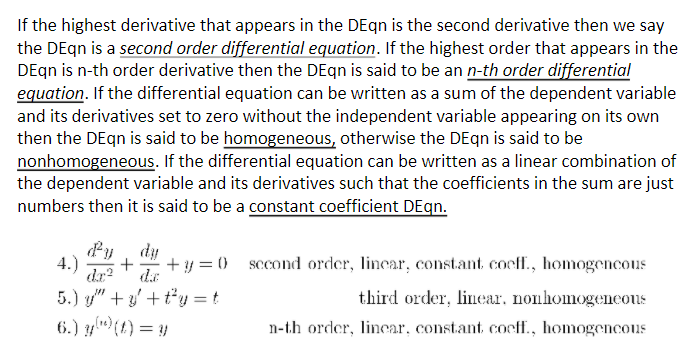 If the highest derivative that appears in the DEqn is the second derivative then we say
the DEqn is a second order differential equation. If the highest order that appears in the
DEqn is n-th order derivative then the DEqn is said to be an n-th order differential
equation. If the differential equation can be written as a sum of the dependent variable
and its derivatives set to zero without the independent variable appearing on its own
then the DEqn is said to be homogeneous, otherwise the DEqn is said to be
nonhomogeneous. If the differential equation can be written as a linear combination of
the dependent variable and its derivatives such that the coefficients in the sum are just
numbers then it is said to be a constant coefficient DEqn.
4.) d²y/dx² + dy/dx + y = 0 second order, linear, constant coeff., homogeneous
5.) y''' + y' + t²y = t third order, linear, nonhomogeneous
6.) y⁽ⁿ⁾(t) = y n-th order, linear, constant coeff., homogeneous